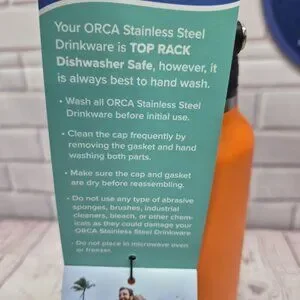 Your ORCA Stainless Steel
Drinkware is TOP RACK
Dishwasher Safe, however, it
is always best to hand wash.
• Wash all ORCA Stainless Steel
Drinkware before initial use.
• Clean the cap frequently by
removing the gasket and hand
washing both parts.
• Make sure the cap and gasket
are dry before reassembling.
• Do not use any type of abrasive
sponges, brushes, industrial
cleaners, bleach, or other chem-
icals as they could damage your
ORCA Stainless Steel Drinkware
• Do not place in microwave oven
or freezer.